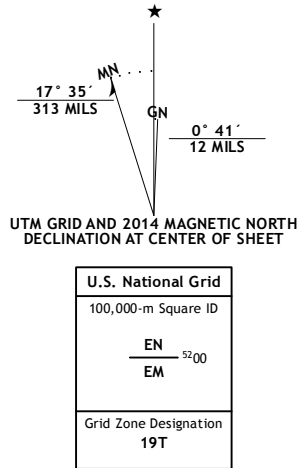 ★
MN
GN
17° 35´
313 MILS
0° 41´
12 MILS
UTM GRID AND 2014 MAGNETIC NORTH
DECLINATION AT CENTER OF SHEET
U.S. National Grid
100,000-m Square ID
EN
5200
EM
Grid Zone Designation
19T